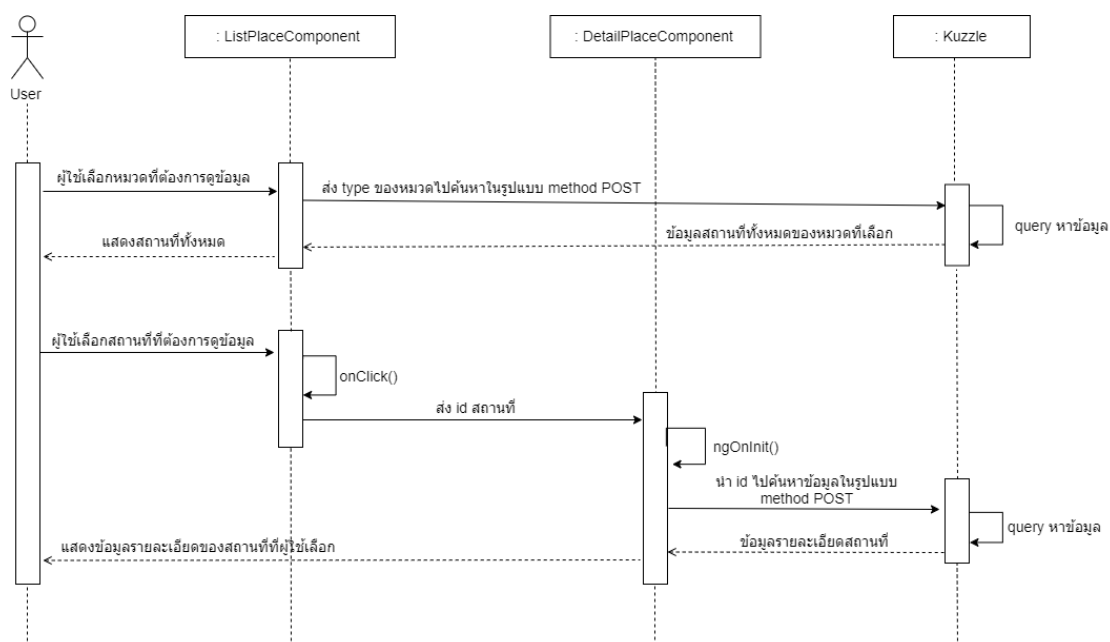 : ListPlaceComponent
: DetailPlaceComponent
: Kuzzle
User
ผู้ใช้เลือกหมวดที่ต้องการดูข้อมูล
ส่ง type ของหมวดไปค้นหาในรูปแบบ method POST
query หาข้อมูล
ข้อมูลสถานที่ทั้งหมดของหมวดที่เลือก
แสดงสถานที่ทั้งหมด
ผู้ใช้เลือกสถานที่ที่ต้องการดูข้อมูล
onClick()
ส่ง id สถานที่
ngOnInit()
นำ id ไปค้นหาข้อมูลในรูปแบบ
method POST
query หาข้อมูล
ข้อมูลรายละเอียดสถานที่
แสดงข้อมูลรายละเอียดของสถานที่ที่ผู้ใช้เลือก